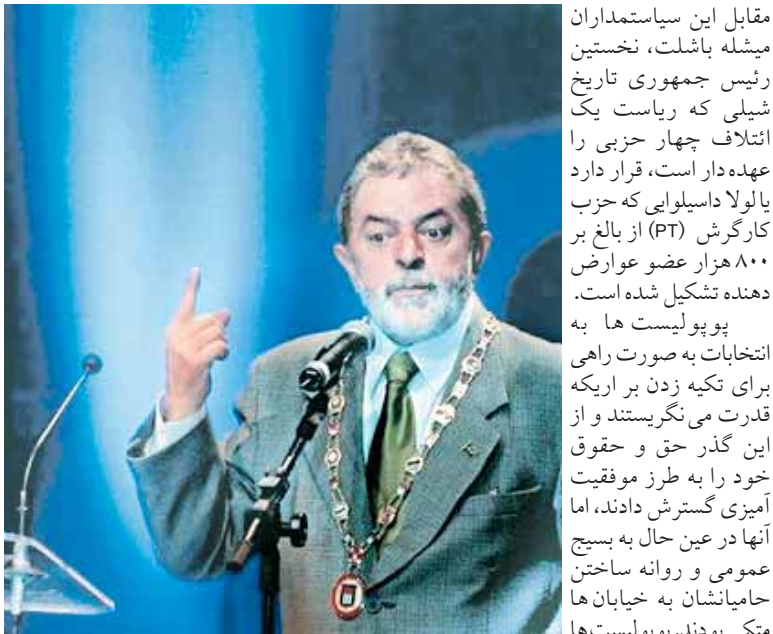 مقابل این سیاستمداران
میشله باشلت، نخستین
رئیس جمهوری تاریخ
شیلی که ریاست یک
ائتلاف چهار حزبی را
عهده دار است، قرار دارد
یا لولا داسیلوایی که حزب
کارگرش (PT) از بالغ بر
۸۰۰ هزار عضو عوارض
دهنده تشکیل شده است.
پوپولیست ها به
انتخابات به صورت راهی
برای تکیه زدن بر اریکه
قدرت می نگریستند و از
این گذر حق و حقوق
خود را به طرز موفقیت
آمیزی گسترش دادند، اما
آنها در عین حال به بسیج
عمومی و روانه ساختن
حامیانشان به خیابان ها
متکی بودند. پوپولیست ها